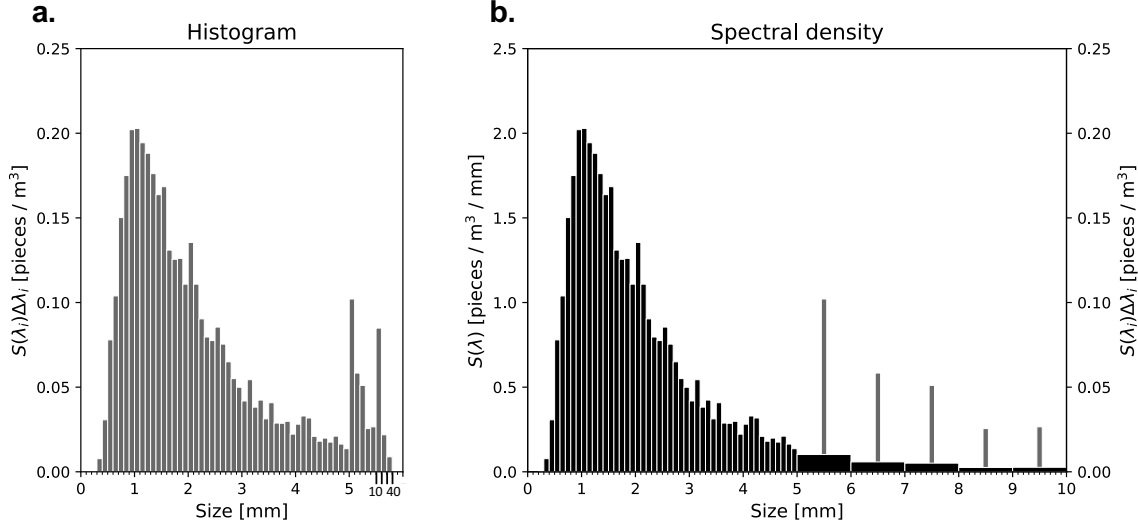 a.
Histogram
0.25
0.20
0.15
0.10
0.05
0.00
S(λᵢ)Δλᵢ [pieces / m³]
0 1 2 3 4 5
10 40
Size [mm]
b.
Spectral density
2.5
2.0
1.5
1.0
0.5
0.0
S(λ) [pieces / m³ / mm]
0 1 2 3 4 5 6 7 8 9 10
Size [mm]
0.25
0.20
0.15
0.10
0.05
0.00
S(λᵢ)Δλᵢ [pieces / m³]